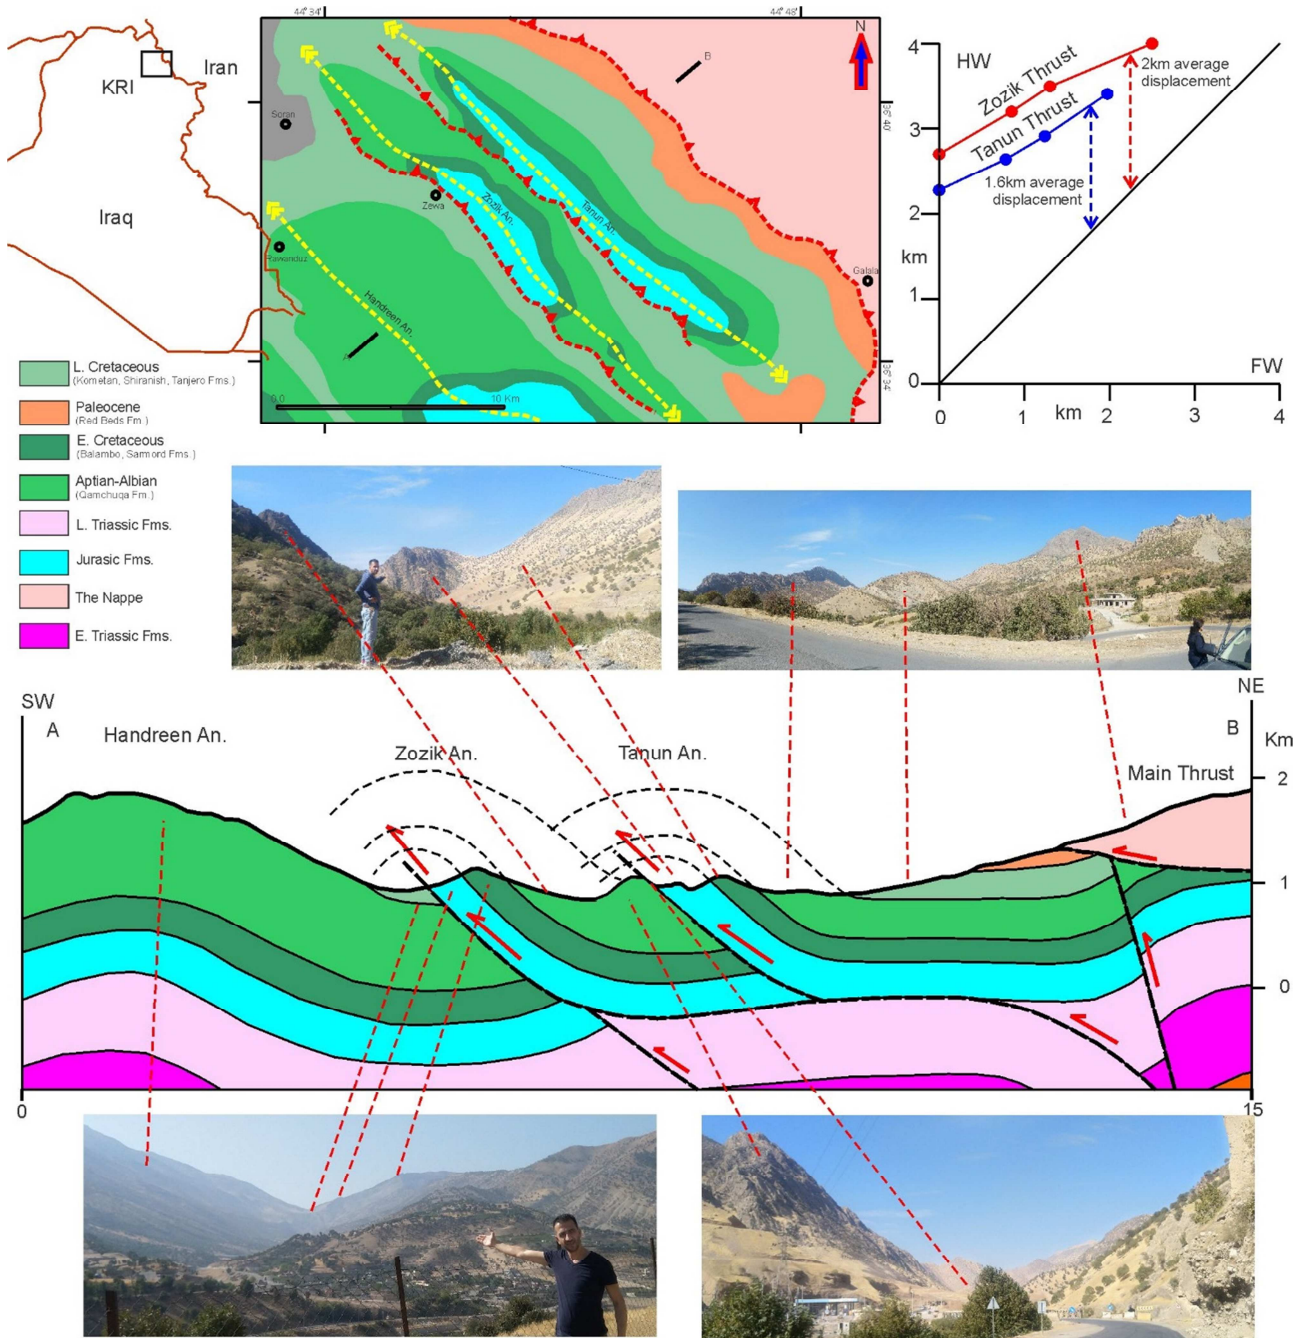 KRI
Iran
Iraq
44° 34'
44° 48'
B
N
Soran
36° 40'
Zewa
Zozik An.
Tanun An.
Rawanduz
Galala
Handreen An.
A
36° 34'
0.0
10 Km
4
HW
Zozik Thrust
2km average
displacement
3
Tanun Thrust
1.6km average
displacement
2
km
1
0
FW
0
1
km
2
3
4
L. Cretaceous
(Kometan, Shiranish, Tanjero Fms.)
Paleocene
(Red Beds Fm.)
E. Cretaceous
(Balambo, Sarmord Fms.)
Aptian-Albian
(Qamchuqa Fm.)
L. Triassic Fms.
Jurasic Fms.
The Nappe
E. Triassic Fms.
SW
NE
A
Handreen An.
Zozik An.
Tanun An.
B
Km
Main Thrust
2
1
0
0
15